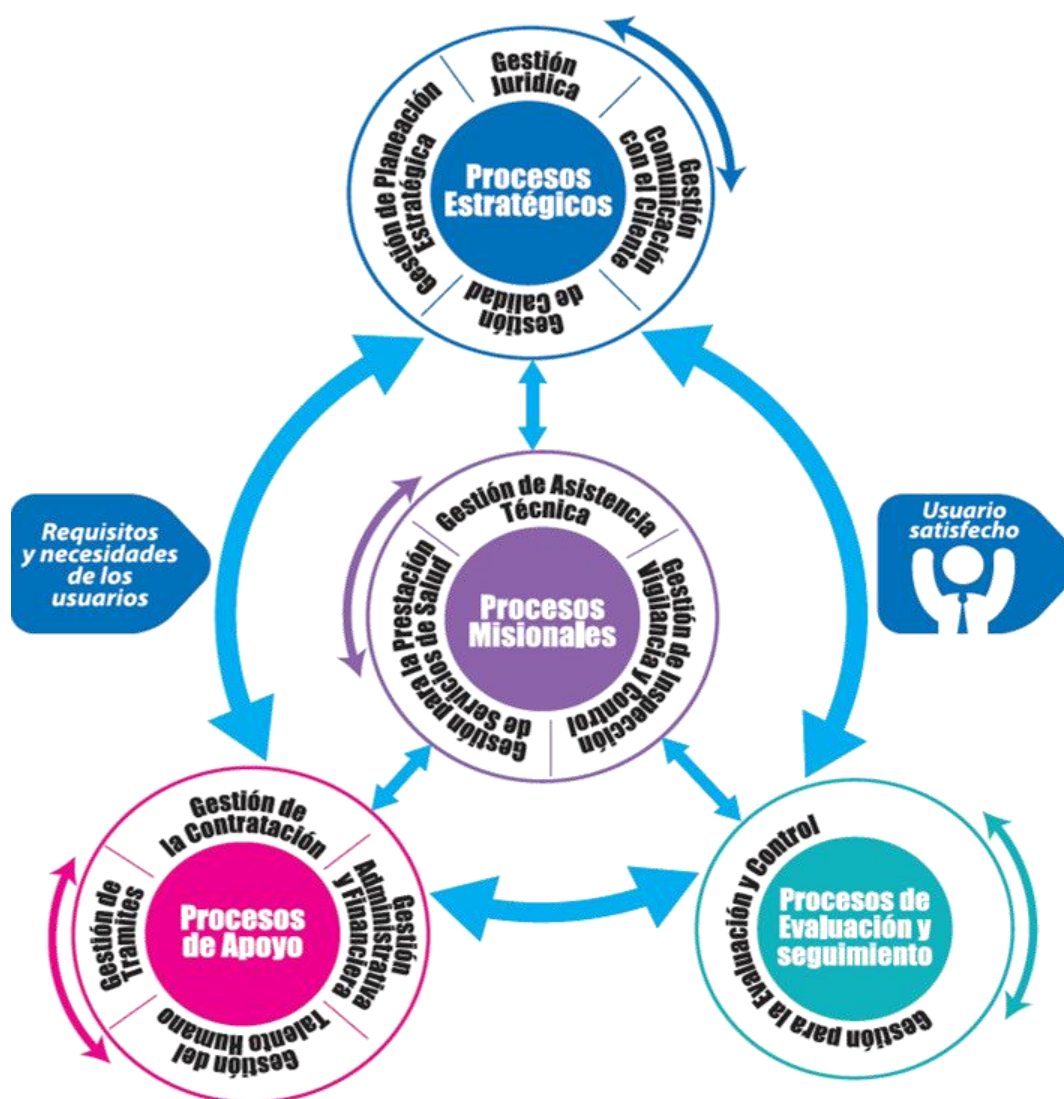 Gestión
Juridica
Gestión de Planeación
Estratégica
Gestión
Comunicación
con el Cliente
Procesos
Estratégicos
Gestión
de Calidad
Requisitos
y necesidades
de los
usuarios
Usuario
satisfecho
Gestión de Asistencia
Técnica
Gestión para la Prestación
de Servicios de Salud
Gestión de Inspección
Vigilancia y Control
Procesos
Misionales
Gestión de
la Contratación
Gestión de
Tramites
Gestión
Administrativa
y Financiera
Procesos
de Apoyo
Gestión del
Talento Humano
Gestión para la Evaluación y Control
Procesos de
Evaluación y
seguimiento